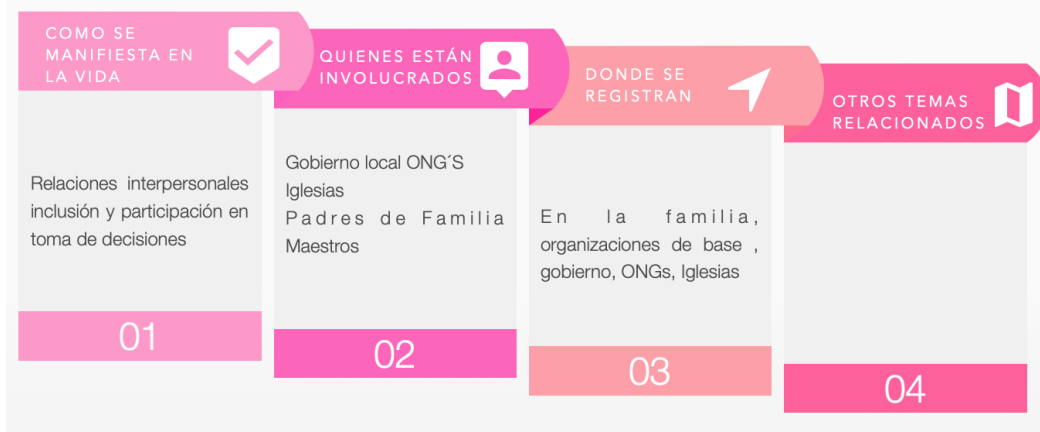 COMO SE
MANIFIESTA EN
LA VIDA
Relaciones interpersonales
inclusión y participación en
toma de decisiones
01
QUIENES ESTÁN
INVOLUCRADOS
Gobierno local ONG´S
Iglesias
Padres de Familia
Maestros
02
DONDE SE
REGISTRAN
En la familia,
organizaciones de base ,
gobierno, ONGs, Iglesias
03
OTROS TEMAS
RELACIONADOS
04